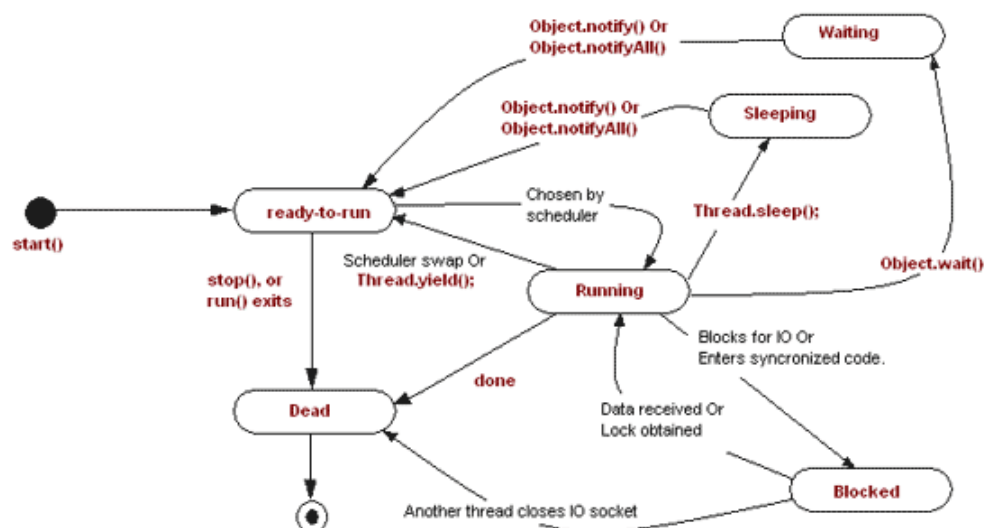 Object.notify() Or
Object.notifyAll()
Waiting
Object.notify() Or
Object.notifyAll()
Sleeping
ready-to-run
Chosen by
scheduler
Thread.sleep();
start()
Scheduler swap Or
Thread.yield();
Object.wait()
stop(), or
run() exits
Running
Blocks for IO Or
Enters syncronized code.
done
Dead
Data received Or
Lock obtained
Blocked
Another thread closes IO socket